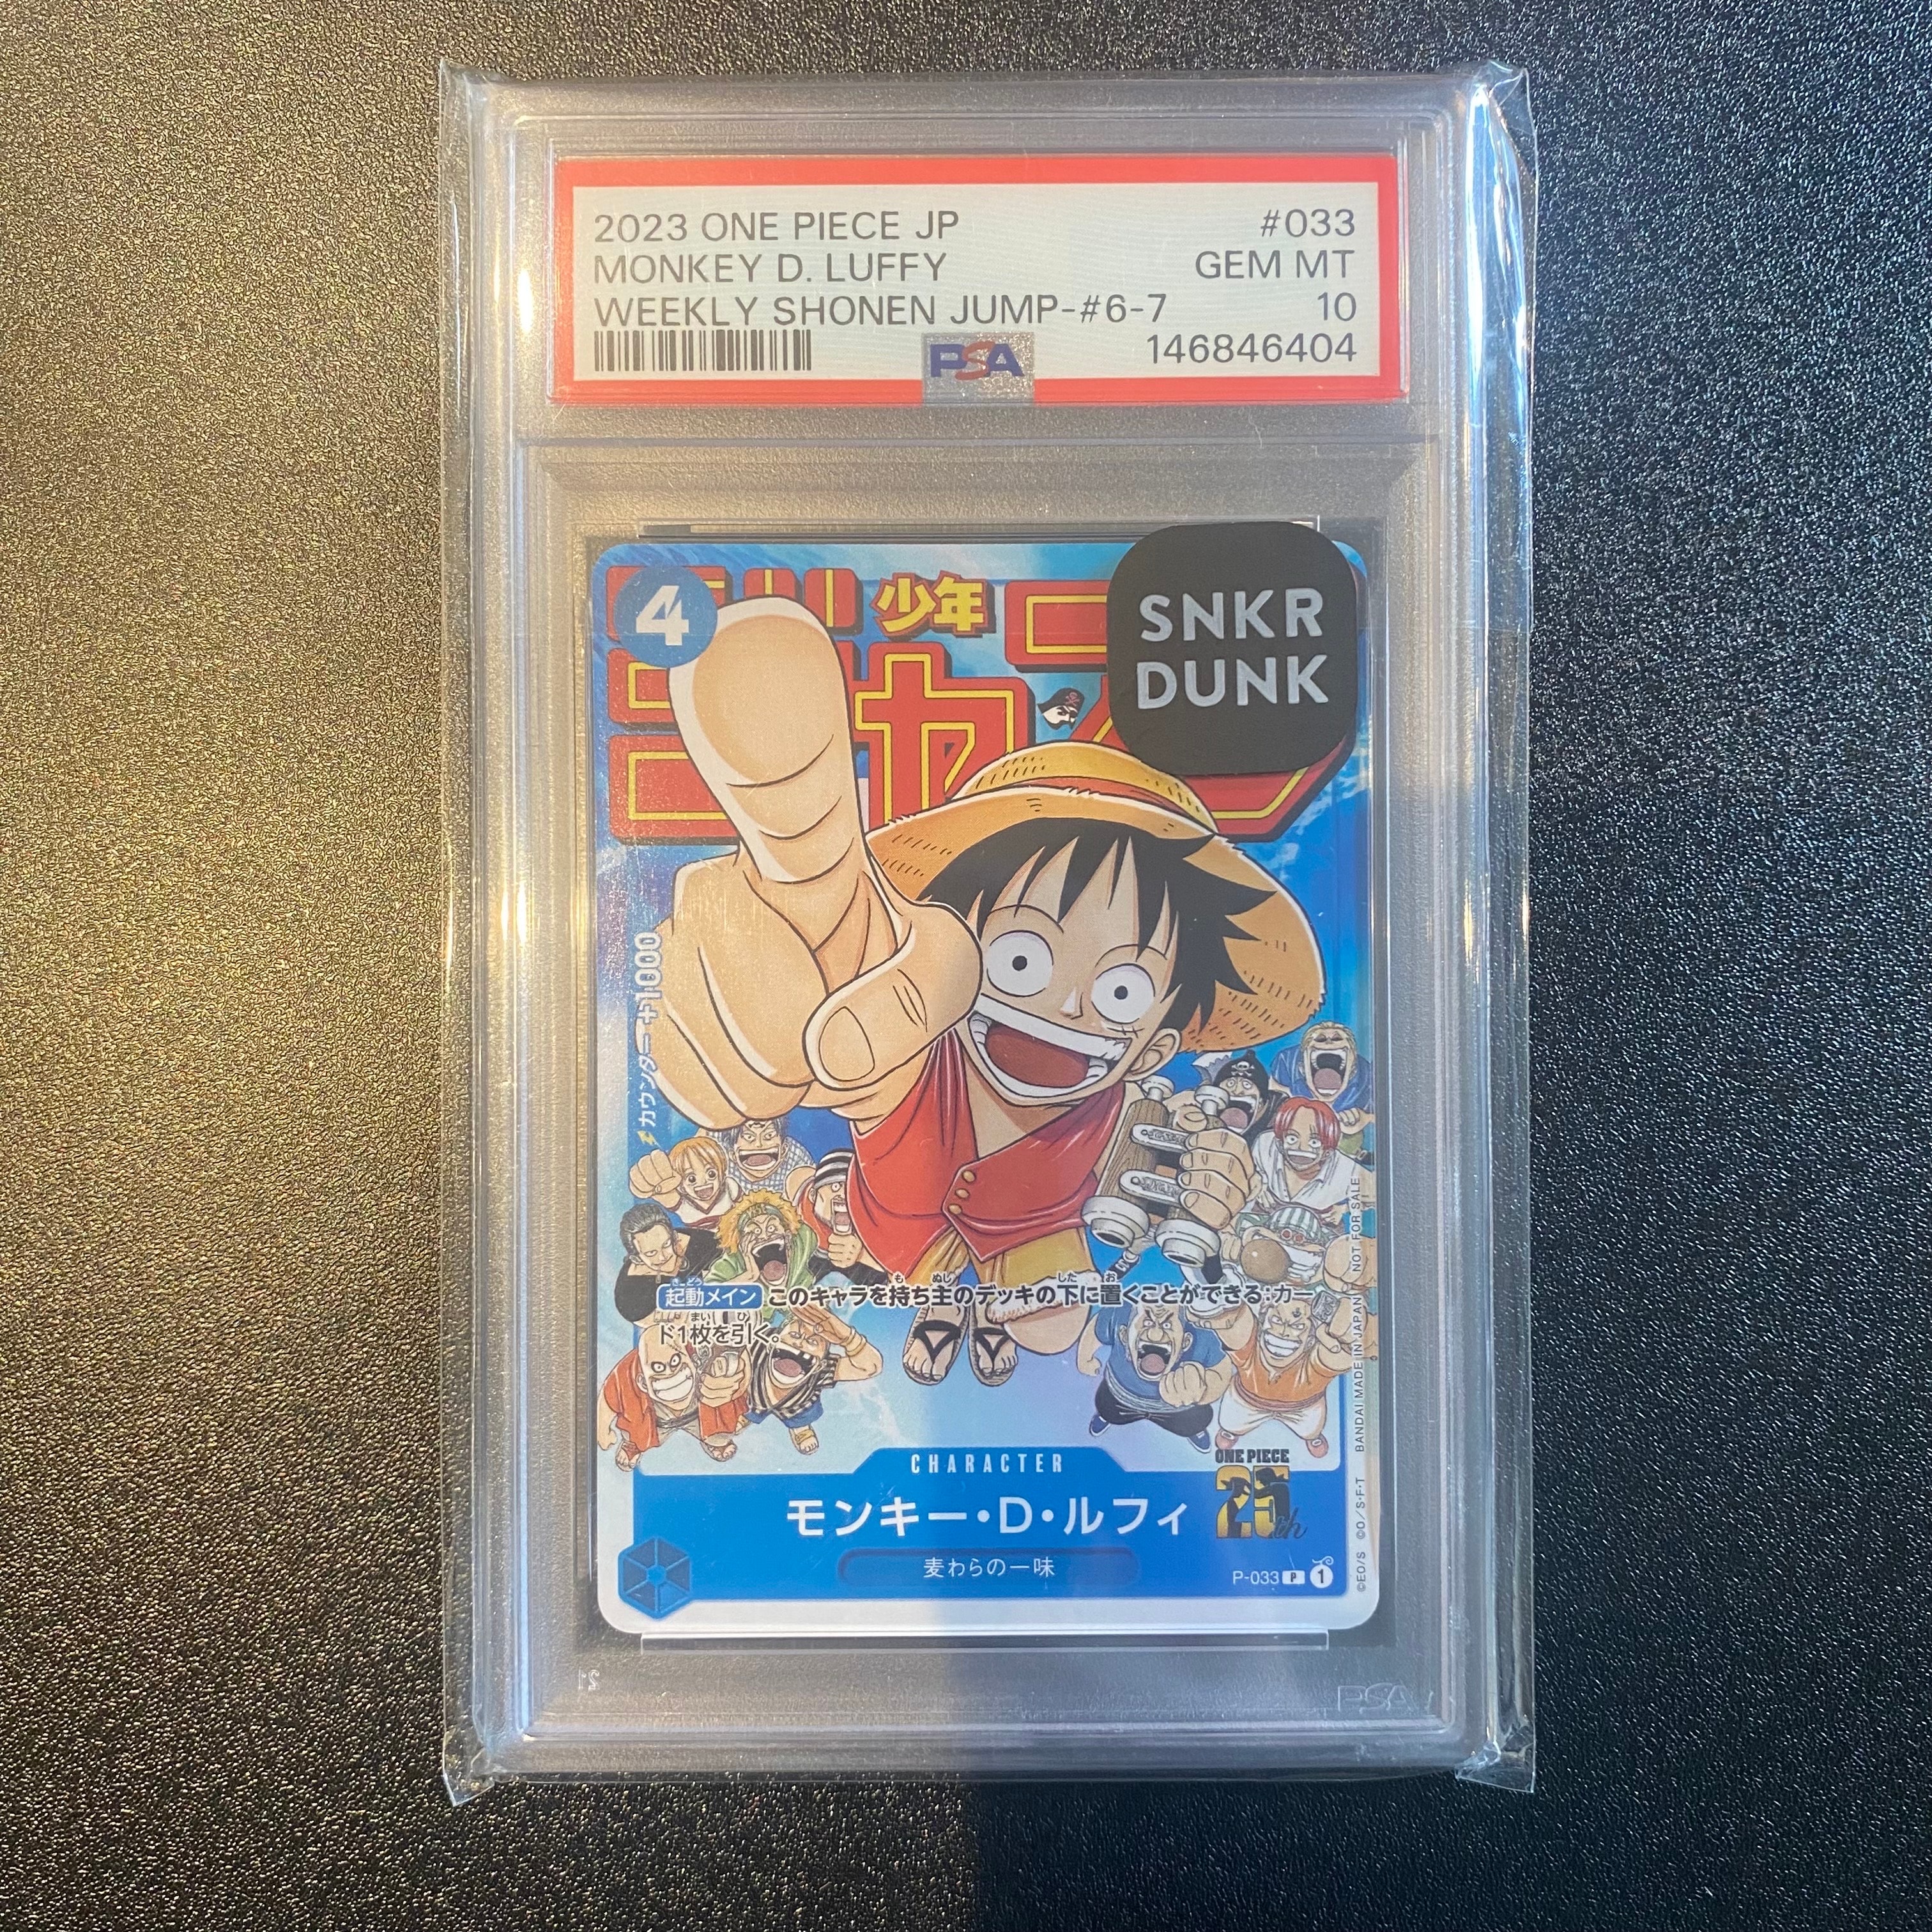 2023 ONE PIECE JP #033
MONKEY D. LUFFY GEM MT
WEEKLY SHONEN JUMP-#6-7 10
PSA 146846404
4
少年
SNKR
DUNK
カウンター+1000
起動メイン このキャラを持ち主のデッキの下に置くことができる:カー
ド1枚を引く。
CHARACTER
ONE PIECE
25th
モンキー・D・ルフィ
麦わらの一味
P-033 P 1
©EO/S ©O/S·F·T BANDAI MADE IN JAPAN NOT FOR SALE
PSA